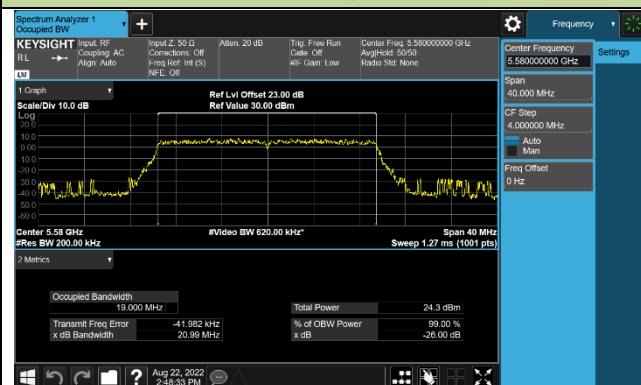 Spectrum Analyzer 1
Occupied BW
Frequency
KEYSIGHT Input: RF Input Z: 50 Ω Atten: 20 dB Trig: Free Run Center Freq: 5.580000000 GHz
RL Coupling: AC Corrections: Off Gate: Off Avg|Hold: 50/50
Align: Auto Freq Ref: Int (S) #IF Gain: Low Radio Std: None
LXI NFE: Off
Center Frequency
5.580000000 GHz
Settings
Span
40.000 MHz
CF Step
4.000000 MHz
Auto
Man
Freq Offset
0 Hz
1 Graph
Scale/Div 10.0 dB
Ref Lvl Offset 23.00 dB
Ref Value 30.00 dBm
Log
20.0
10.0
0.00
-10.0
-20.0
-30.0
-40.0
-50.0
-60.0
Center 5.58 GHz #Video BW 620.00 kHz* Span 40 MHz
#Res BW 200.00 kHz Sweep 1.27 ms (1001 pts)
2 Metrics
Occupied Bandwidth
19.000 MHz Total Power 24.3 dBm
Transmit Freq Error -41.982 kHz % of OBW Power 99.00 %
x dB Bandwidth 20.99 MHz x dB -26.00 dB
Aug 22, 2022
2:48:33 PM